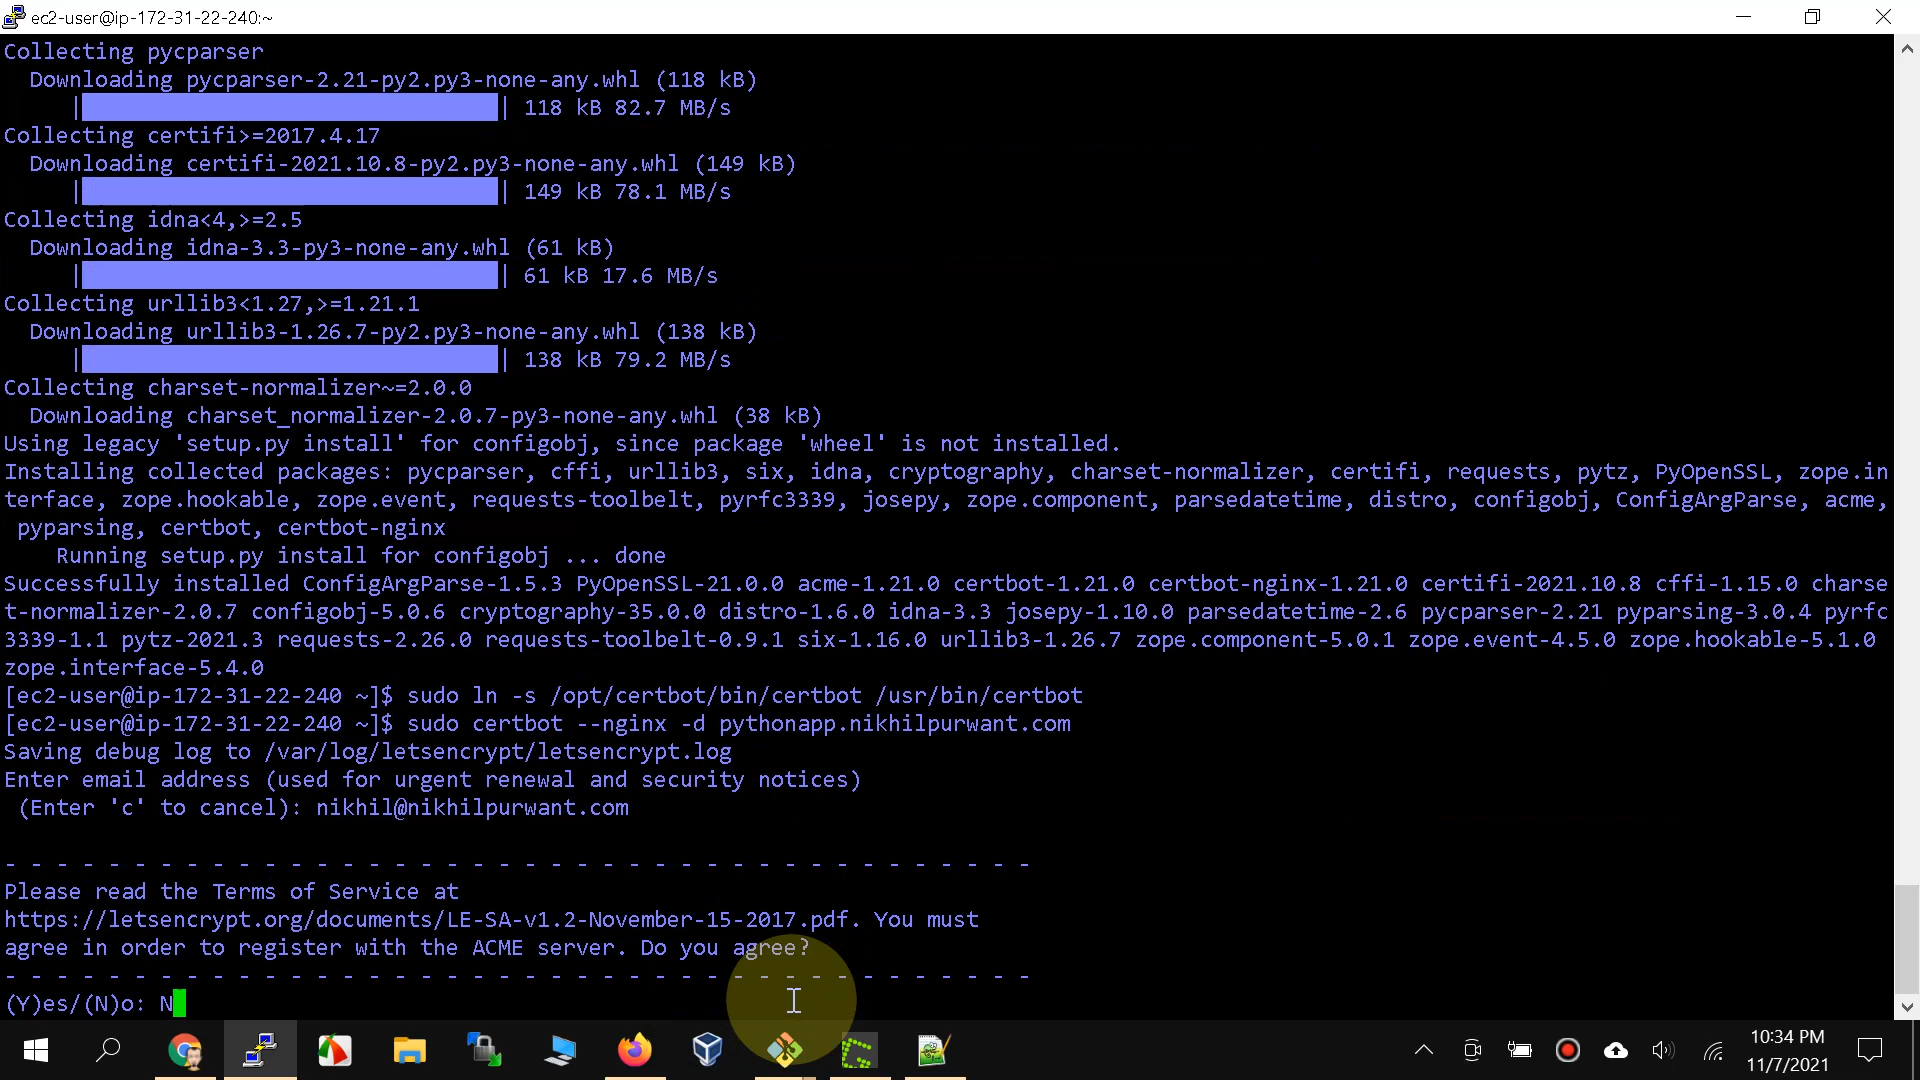 ec2-user@ip-172-31-22-240:~
Collecting pycparser
  Downloading pycparser-2.21-py2.py3-none-any.whl (118 kB)
     |                                | 118 kB 82.7 MB/s
Collecting certifi>=2017.4.17
  Downloading certifi-2021.10.8-py2.py3-none-any.whl (149 kB)
     |                                | 149 kB 78.1 MB/s
Collecting idna<4,>=2.5
  Downloading idna-3.3-py3-none-any.whl (61 kB)
     |                                | 61 kB 17.6 MB/s
Collecting urllib3<1.27,>=1.21.1
  Downloading urllib3-1.26.7-py2.py3-none-any.whl (138 kB)
     |                                | 138 kB 79.2 MB/s
Collecting charset-normalizer~=2.0.0
  Downloading charset_normalizer-2.0.7-py3-none-any.whl (38 kB)
Using legacy 'setup.py install' for configobj, since package 'wheel' is not installed.
Installing collected packages: pycparser, cffi, urllib3, six, idna, cryptography, charset-normalizer, certifi, requests, pytz, PyOpenSSL, zope.in
terface, zope.hookable, zope.event, requests-toolbelt, pyrfc3339, josepy, zope.component, parsedatetime, distro, configobj, ConfigArgParse, acme,
 pyparsing, certbot, certbot-nginx
    Running setup.py install for configobj ... done
Successfully installed ConfigArgParse-1.5.3 PyOpenSSL-21.0.0 acme-1.21.0 certbot-1.21.0 certbot-nginx-1.21.0 certifi-2021.10.8 cffi-1.15.0 charse
t-normalizer-2.0.7 configobj-5.0.6 cryptography-35.0.0 distro-1.6.0 idna-3.3 josepy-1.10.0 parsedatetime-2.6 pycparser-2.21 pyparsing-3.0.4 pyrfc
3339-1.1 pytz-2021.3 requests-2.26.0 requests-toolbelt-0.9.1 six-1.16.0 urllib3-1.26.7 zope.component-5.0.1 zope.event-4.5.0 zope.hookable-5.1.0
zope.interface-5.4.0
[ec2-user@ip-172-31-22-240 ~]$ sudo ln -s /opt/certbot/bin/certbot /usr/bin/certbot
[ec2-user@ip-172-31-22-240 ~]$ sudo certbot --nginx -d pythonapp.nikhilpurwant.com
Saving debug log to /var/log/letsencrypt/letsencrypt.log
Enter email address (used for urgent renewal and security notices)
 (Enter 'c' to cancel): nikhil@nikhilpurwant.com
- - - - - - - - - - - - - - - - - - - - - - - - - - - - - - - - - - - - - - - -
Please read the Terms of Service at
https://letsencrypt.org/documents/LE-SA-v1.2-November-15-2017.pdf. You must
agree in order to register with the ACME server. Do you agree?
- - - - - - - - - - - - - - - - - - - - - - - - - - - - - - - - - - - - - - - -
(Y)es/(N)o: N
10:34 PM
11/7/2021